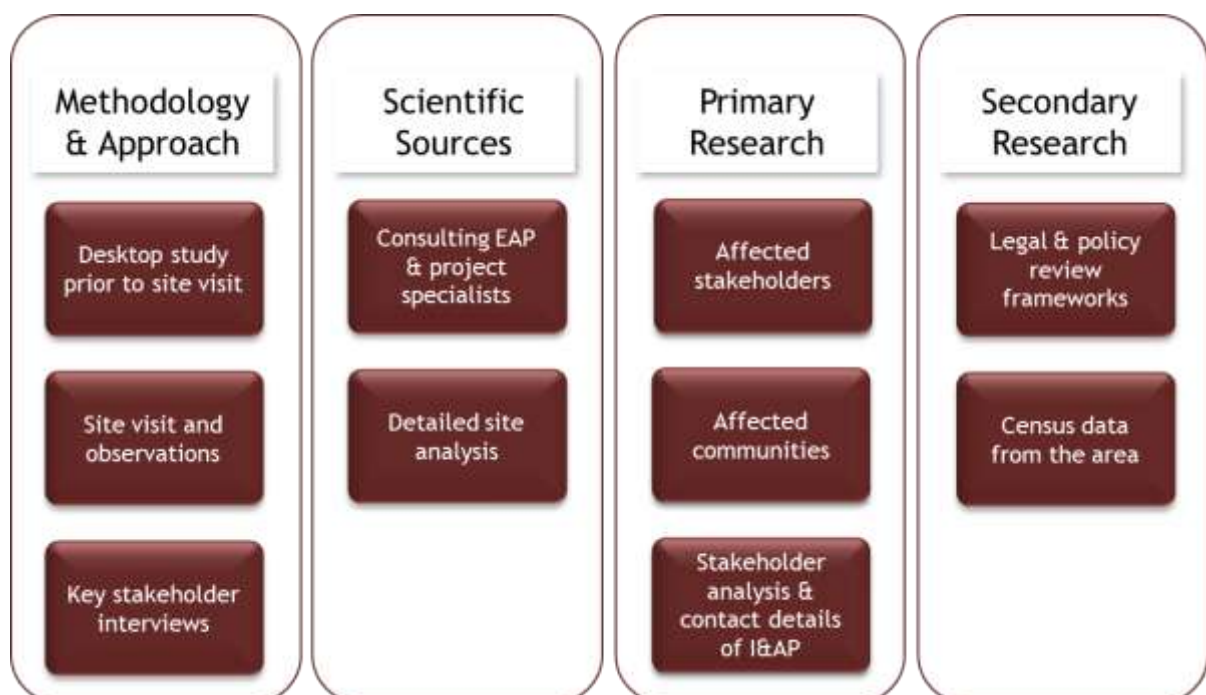 Methodology
& Approach
Desktop study
prior to site visit
Site visit and
observations
Key stakeholder
interviews
Scientific
Sources
Consulting EAP
& project
specialists
Detailed site
analysis
Primary
Research
Affected
stakeholders
Affected
communities
Stakeholder
analysis &
contact details
of I&AP
Secondary
Research
Legal & policy
review
frameworks
Census data
from the area